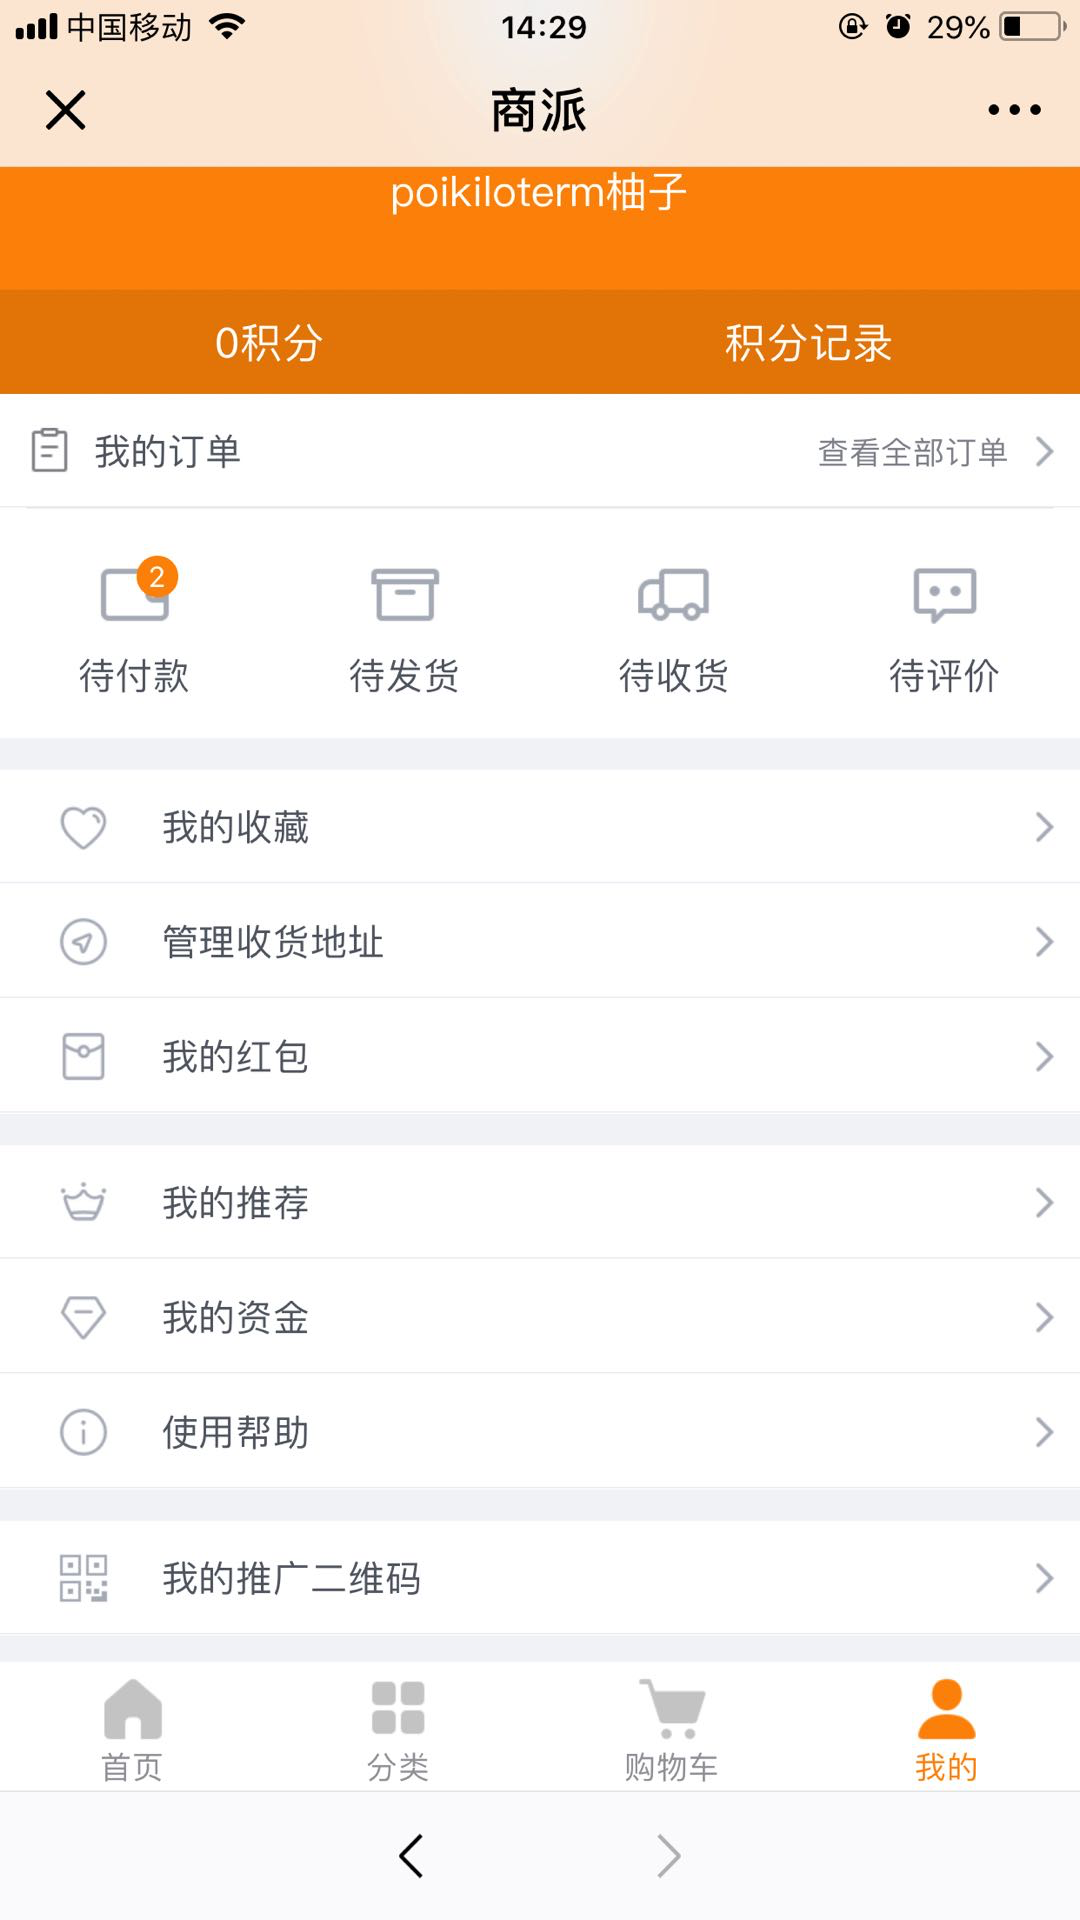 中国移动 14:29 29%
商派
poikiloterm柚子
0积分 积分记录
我的订单 查看全部订单
2
待付款 待发货 待收货 待评价
我的收藏
管理收货地址
我的红包
我的推荐
我的资金
使用帮助
我的推广二维码
首页 分类 购物车 我的